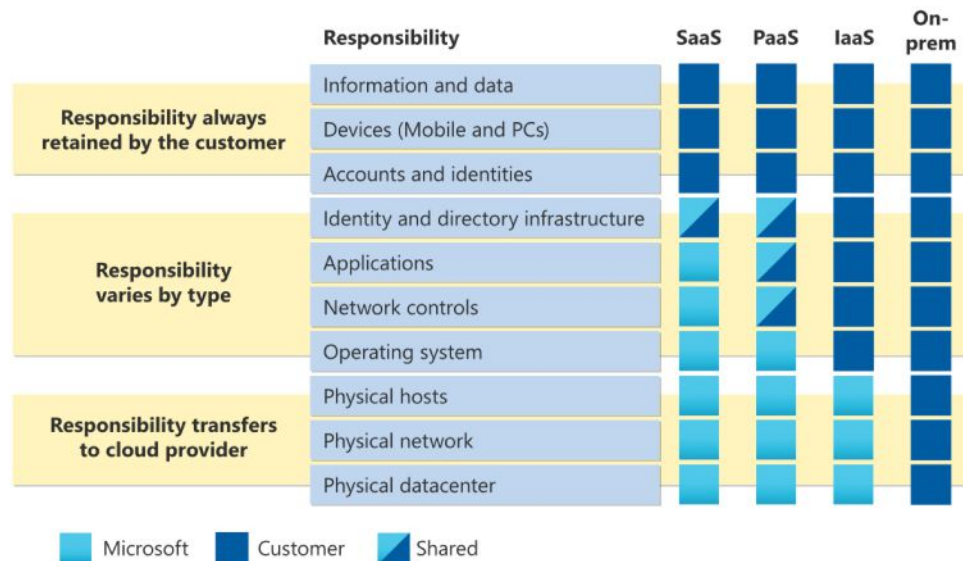 Responsibility SaaS PaaS IaaS On-
prem
Information and data
Responsibility always
retained by the customer
Devices (Mobile and PCs)
Accounts and identities
Identity and directory infrastructure
Responsibility
varies by type
Applications
Network controls
Operating system
Physical hosts
Responsibility transfers
to cloud provider
Physical network
Physical datacenter
Microsoft Customer Shared